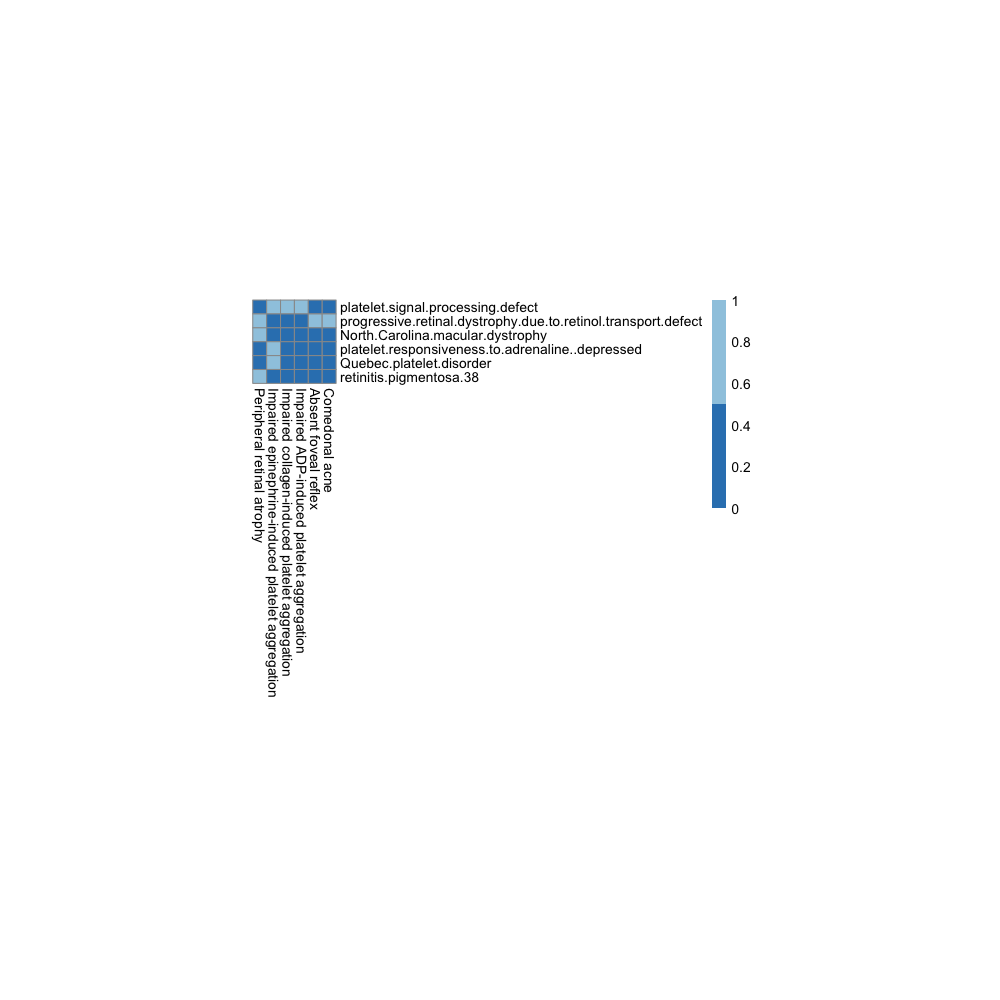 platelet.signal.processing.defect
progressive.retinal.dystrophy.due.to.retinol.transport.defect
North.Carolina.macular.dystrophy
platelet.responsiveness.to.adrenaline..depressed
Quebec.platelet.disorder
retinitis.pigmentosa.38
Peripheral retinal atrophy
Impaired epinephrine-induced platelet aggregation
Impaired collagen-induced platelet aggregation
Impaired ADP-induced platelet aggregation
Absent foveal reflex
Comedonal acne
1
0.8
0.6
0.4
0.2
0